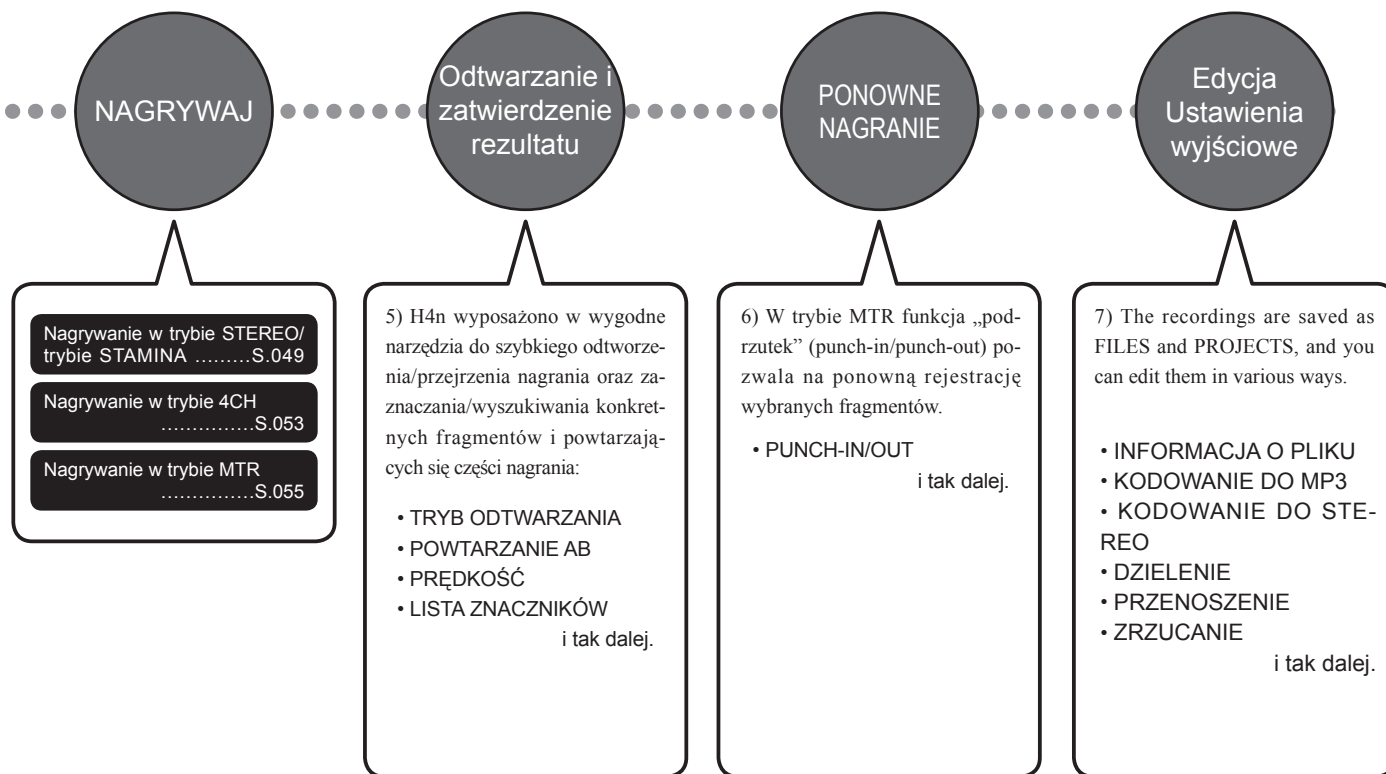 NAGRYWAJ
Odtwarzanie i
zatwierdzenie
rezultatu
PONOWNE
NAGRANIE
Edycja
Ustawienia
wyjściowe
Nagrywanie w trybie STEREO/
trybie STAMINA .........S.049
Nagrywanie w trybie 4CH
...............S.053
Nagrywanie w trybie MTR
...............S.055
5) H4n wyposażono w wygodne
narzędzia do szybkiego odtworze-
nia/przejrzenia nagrania oraz za-
znaczania/wyszukiwania konkret-
nych fragmentów i powtarzają-
cych się części nagrania:
• TRYB ODTWARZANIA
• POWTARZANIE AB
• PRĘDKOŚĆ
• LISTA ZNACZNIKÓW
i tak dalej.
6) W trybie MTR funkcja „pod-
rzutek” (punch-in/punch-out) po-
zwala na ponowną rejestrację
wybranych fragmentów.
• PUNCH-IN/OUT
i tak dalej.
7) The recordings are saved as
FILES and PROJECTS, and you
can edit them in various ways.
• INFORMACJA O PLIKU
• KODOWANIE DO MP3
• KODOWANIE DO STE-
REO
• DZIELENIE
• PRZENOSZENIE
• ZRZUCANIE
i tak dalej.